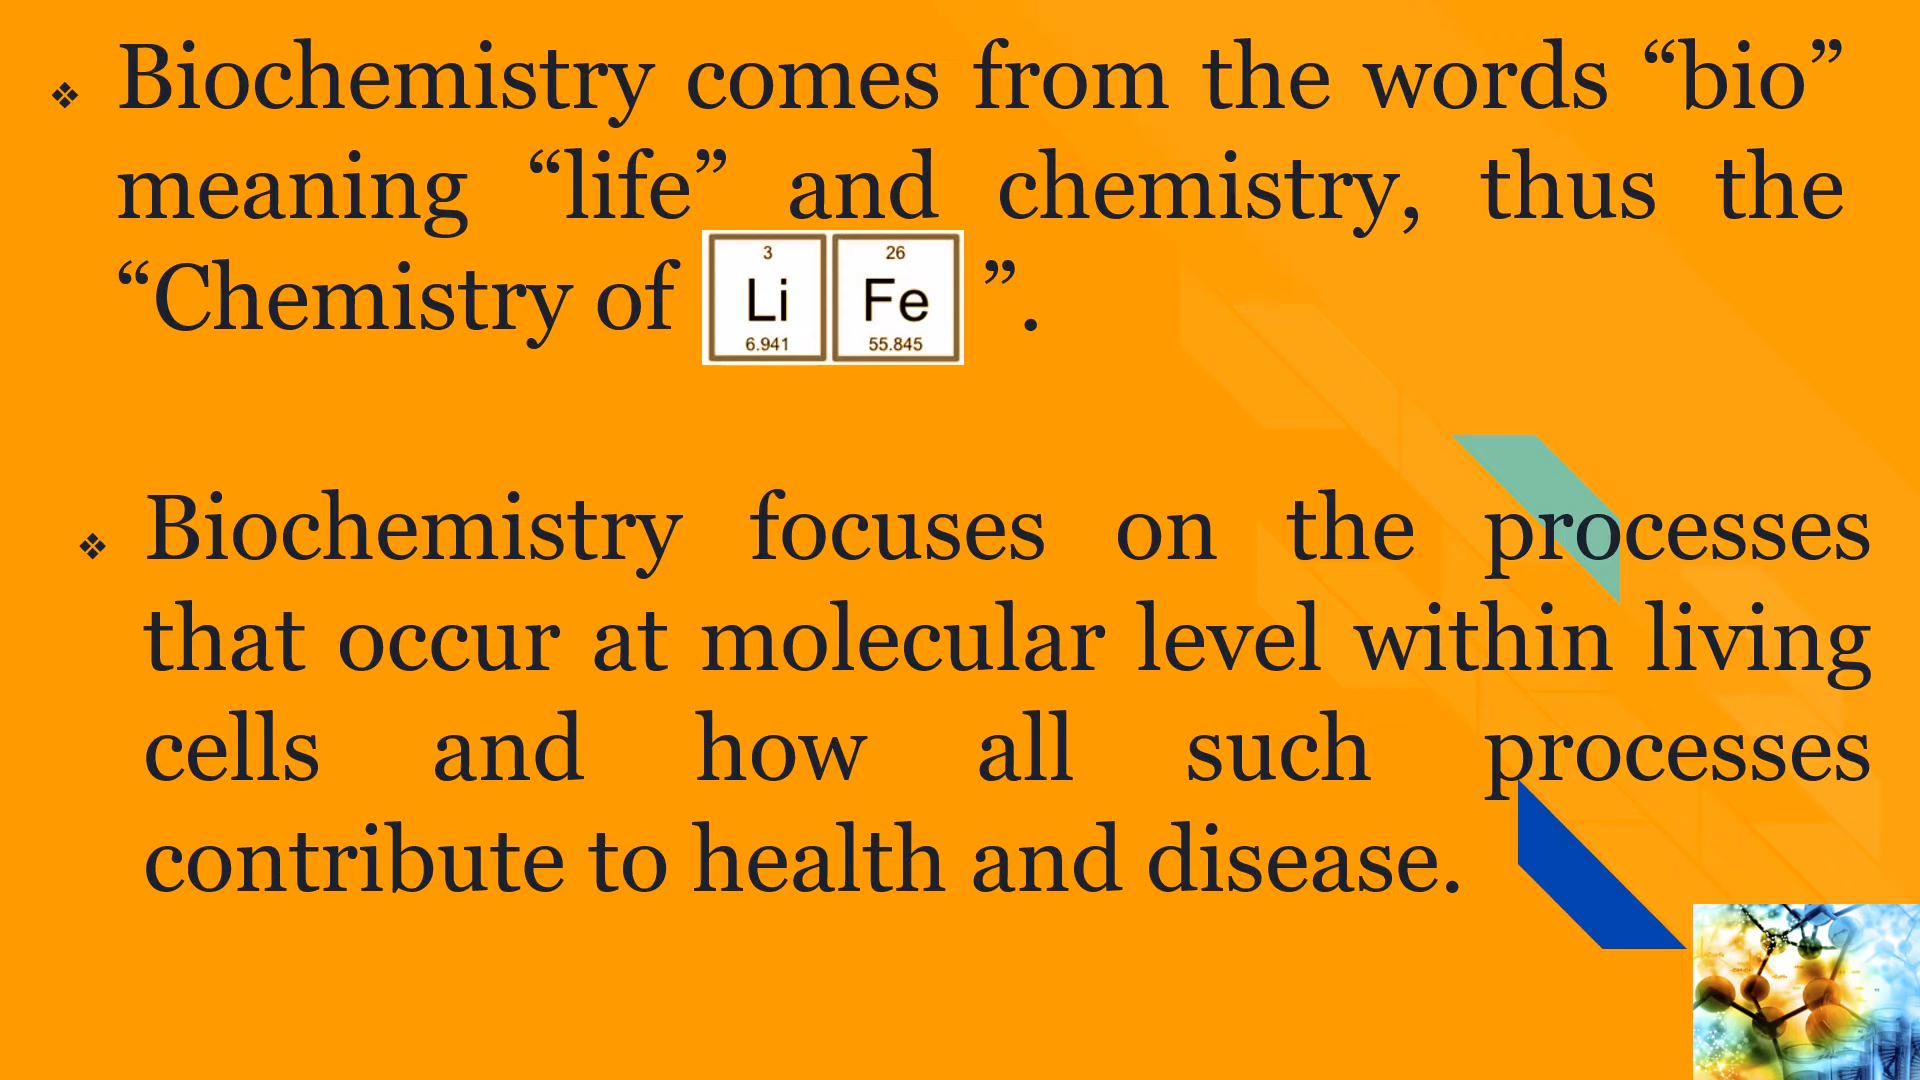 ❖ Biochemistry comes from the words “bio”
meaning “life” and chemistry, thus the
“Chemistry of Li Fe ”.
3 26
6.941 55.845
❖ Biochemistry focuses on the processes
that occur at molecular level within living
cells and how all such processes
contribute to health and disease.